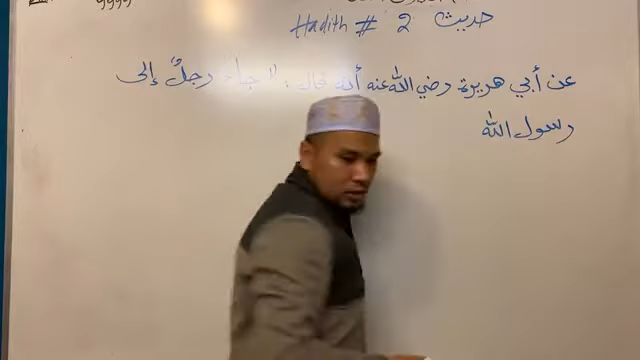 Hadith # 2 حديث
عن أبي هريرة رضي الله عنه أنه قال : جاء رجلٌ إلى
رسول الله